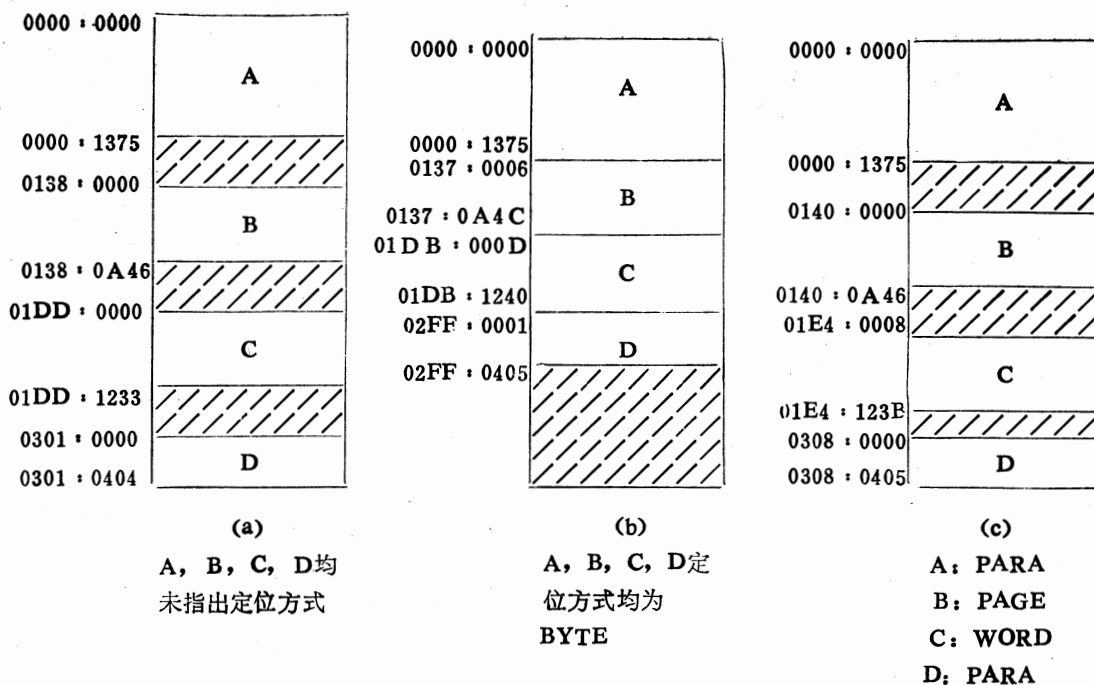 0000：0000
A
0000：1375
0138：0000
B
0138：0A46
01DD：0000
C
01DD：1233
0301：0000
D
0301：0404
(a)
A，B，C，D均
未指出定位方式
0000：0000
A
0000：1375
0137：0006
B
0137：0A4C
01DB：000D
C
01DB：1240
02FF：0001
D
02FF：0405
(b)
A，B，C，D定
位方式均为
BYTE
0000：0000
A
0000：1375
0140：0000
B
0140：0A46
01E4：0008
C
01E4：123B
0308：0000
D
0308：0405
(c)
A：PARA
B：PAGE
C：WORD
D：PARA